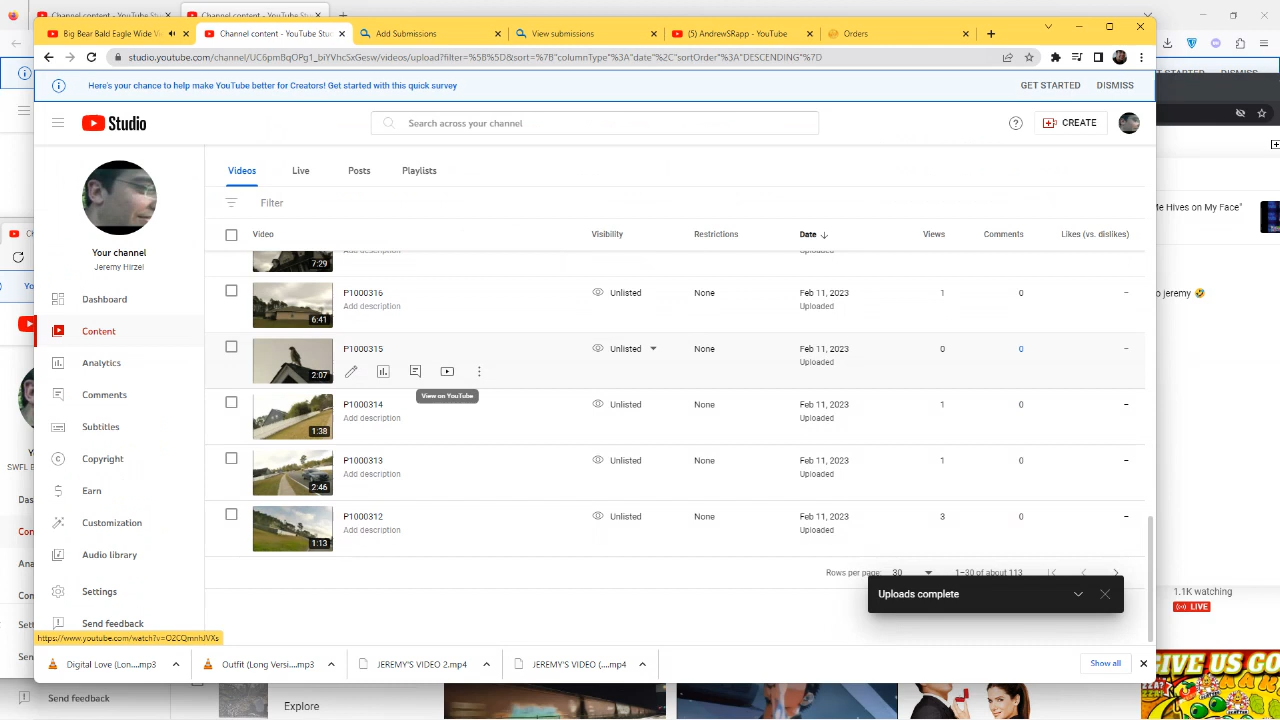 Big Bear Bald Eagle Wide Vi
Channel content - YouTube Stu
Add Submissions
View submissions
(5) AndrewSRapp - YouTube
Orders
studio.youtube.com/channel/UC6pmBqOPg1_biYVhcSxGesw/videos/upload?filter=%5B%5D&sort=%7B"columnType"%3A"date"%2C"sortOrder"%3A"DESCENDING"%7D
Here's your chance to help make YouTube better for Creators! Get started with this quick survey
GET STARTED
DISMISS
Studio
Search across your channel
CREATE
Your channel
Jeremy Hirzel
Dashboard
Content
Analytics
Comments
Subtitles
Copyright
Earn
Customization
Audio library
Settings
Send feedback
Videos
Live
Posts
Playlists
Filter
Video
Visibility
Restrictions
Date
Views
Comments
Likes (vs. dislikes)
7:29
Add description
Uploaded
6:41
P1000316
Add description
Unlisted
None
Feb 11, 2023
Uploaded
1
0
–
2:07
P1000315
Unlisted
None
Feb 11, 2023
Uploaded
0
0
–
View on YouTube
1:38
P1000314
Add description
Unlisted
None
Feb 11, 2023
Uploaded
1
0
–
2:46
P1000313
Add description
Unlisted
None
Feb 11, 2023
Uploaded
1
0
–
1:13
P1000312
Add description
Unlisted
None
Feb 11, 2023
Uploaded
3
0
–
Rows per page: 30
1–30 of about 113
Uploads complete
https://www.youtube.com/watch?v=O2CQmnhJVXs
Digital Love (Lon....mp3
Outfit (Long Versi....mp3
JEREMY'S VIDEO 2.mp4
JEREMY'S VIDEO (....mp4
Show all
Send feedback
Explore
DISMISS
Me Hives on My Face"
o jeremy 🤣
1.1K watching
LIVE
GIVE US GO
SWFL